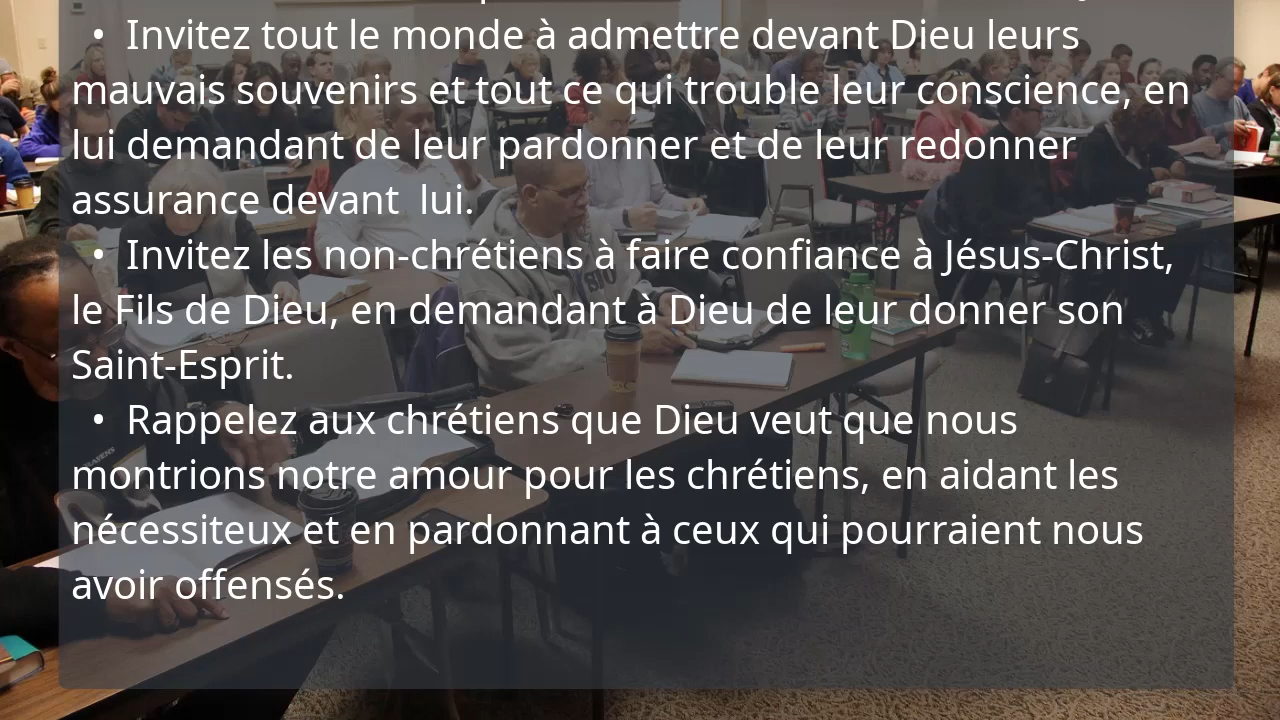 • Invitez tout le monde à admettre devant Dieu leurs
mauvais souvenirs et tout ce qui trouble leur conscience, en
lui demandant de leur pardonner et de leur redonner
assurance devant  lui.
• Invitez les non-chrétiens à faire confiance à Jésus-Christ,
le Fils de Dieu, en demandant à Dieu de leur donner son
Saint-Esprit.
• Rappelez aux chrétiens que Dieu veut que nous
montrions notre amour pour les chrétiens, en aidant les
nécessiteux et en pardonnant à ceux qui pourraient nous
avoir offensés.